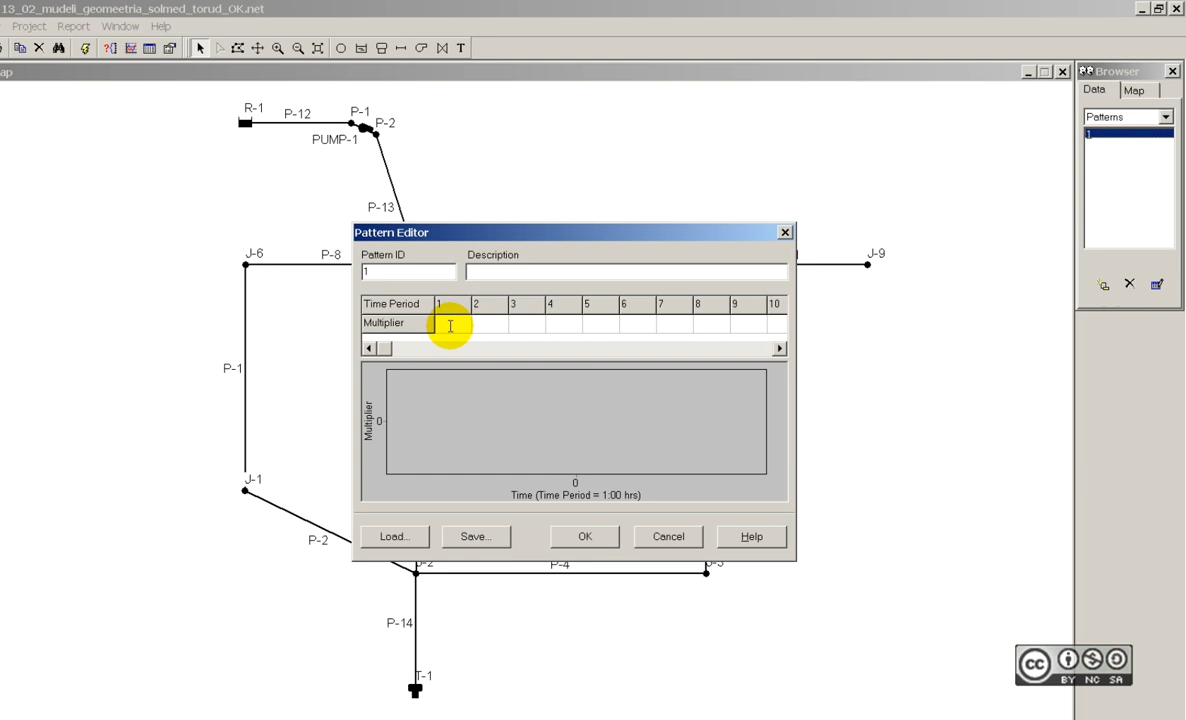 13_02_mudeli_geomeetria_solmed_torud_OK.net
Project Report Window Help
T
ap
Browser
Data Map
Patterns
1
R-1
P-12
P-1
P-2
PUMP-1
P-13
J-6
P-8
J-9
P-1
J-1
P-2
P-4
J-3
P-14
T-1
Pattern Editor
Pattern ID Description
1
Time Period 1 2 3 4 5 6 7 8 9 10
Multiplier
Multiplier
0
0
Time (Time Period = 1:00 hrs)
Load... Save... OK Cancel Help
cc
BY NC SA